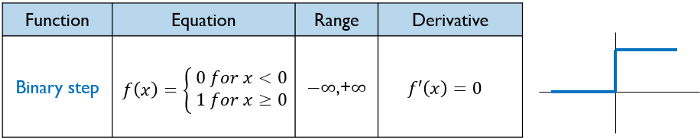 Function Equation Range Derivative
Binary step f(x) = { 0 for x < 0 −∞,+∞ f′(x) = 0
1 for x ≥ 0